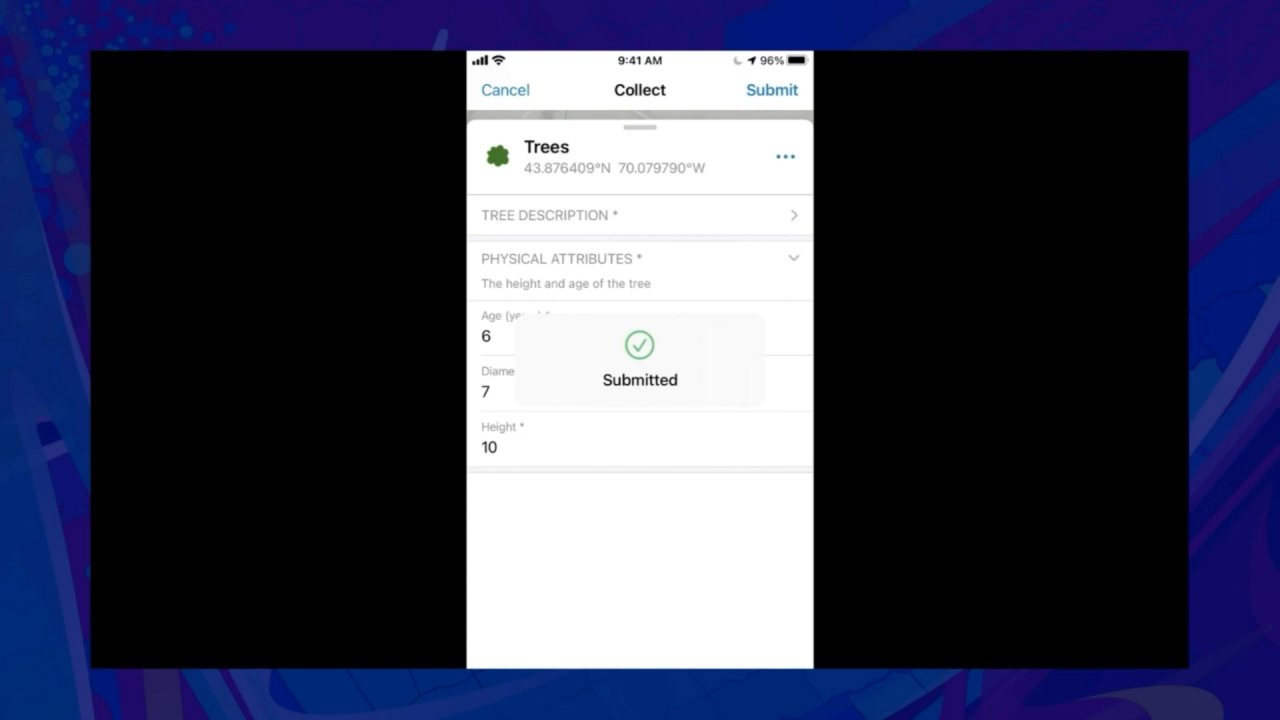 9:41 AM
96%
Cancel
Collect
Submit
Trees
43.876409°N 70.079790°W
TREE DESCRIPTION *
PHYSICAL ATTRIBUTES *
The height and age of the tree
Age
6
Submitted
7
Height *
10